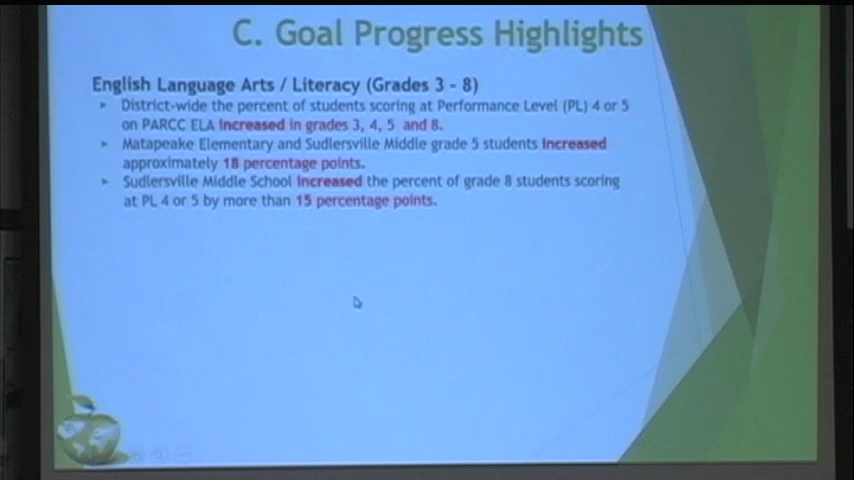 C. Goal Progress Highlights
English Language Arts / Literacy (Grades 3 - 8)
District-wide the percent of students scoring at Performance Level (PL) 4 or 5
on PARCC ELA increased in grades 3, 4, 5 and 8.
Matapeake Elementary and Sudlersville Middle grade 5 students increased
approximately 18 percentage points.
Sudlersville Middle School increased the percent of grade 8 students scoring
at PL 4 or 5 by more than 15 percentage points.